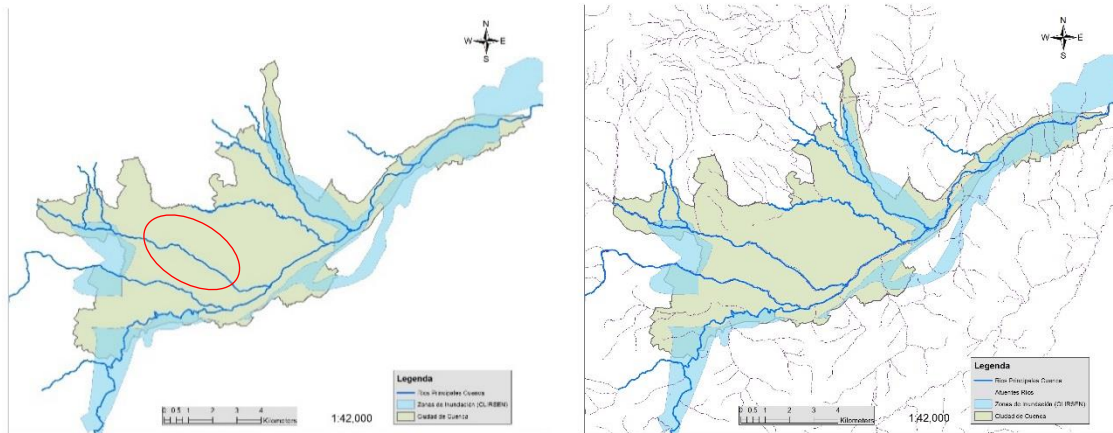 N
W E
S
Legenda
Rios Principales Cuenca
Zonas de Inundación (CLIRSEN)
Ciudad de Cuenca
0 0.5 1 2 3 4
Kilometers
1:42,000
N
W E
S
Legenda
Rios Principales Cuenca
Afluentes Rios
Zonas de Inundación (CLIRSEN)
Ciudad de Cuenca
0 0.5 1 2 3 4
Kilometers
1:42,000